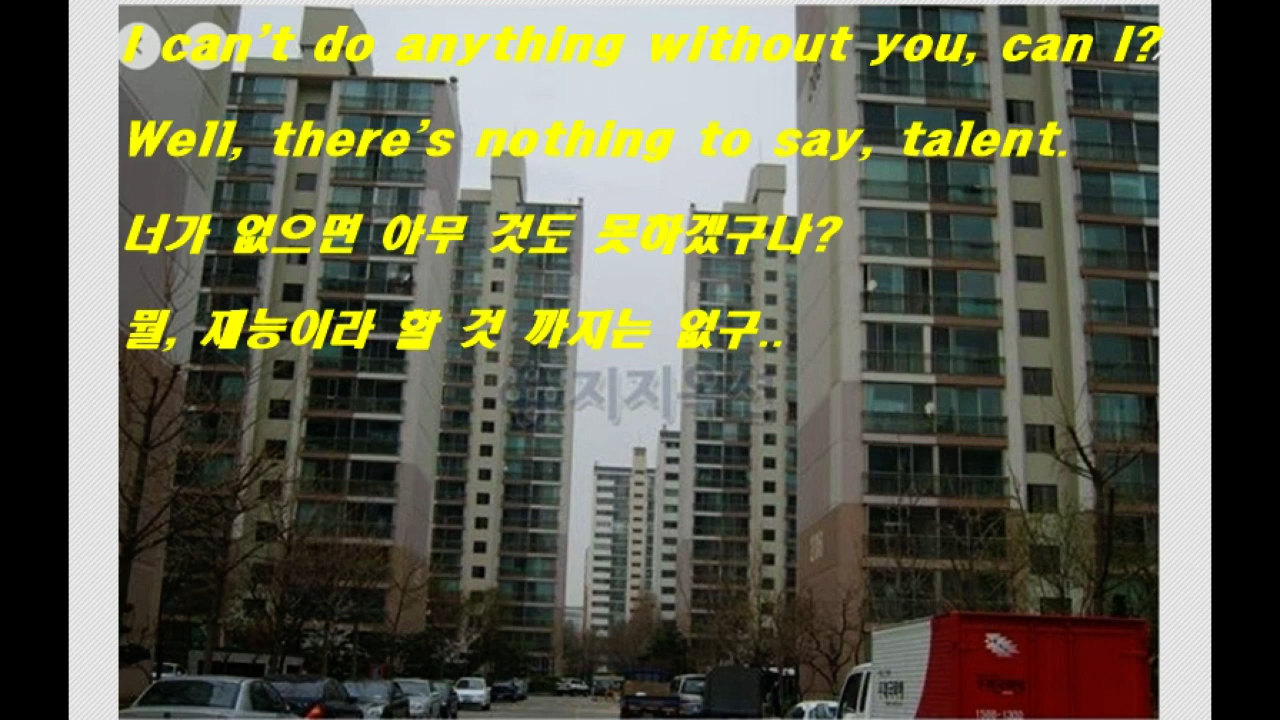 I can't do anything without you, can I?
Well, there's nothing to say, talent.
너가 없으면 아무 것도 못하겠구나?
뭘, 재능이라 할 것 까지는 없구..
1588-1300